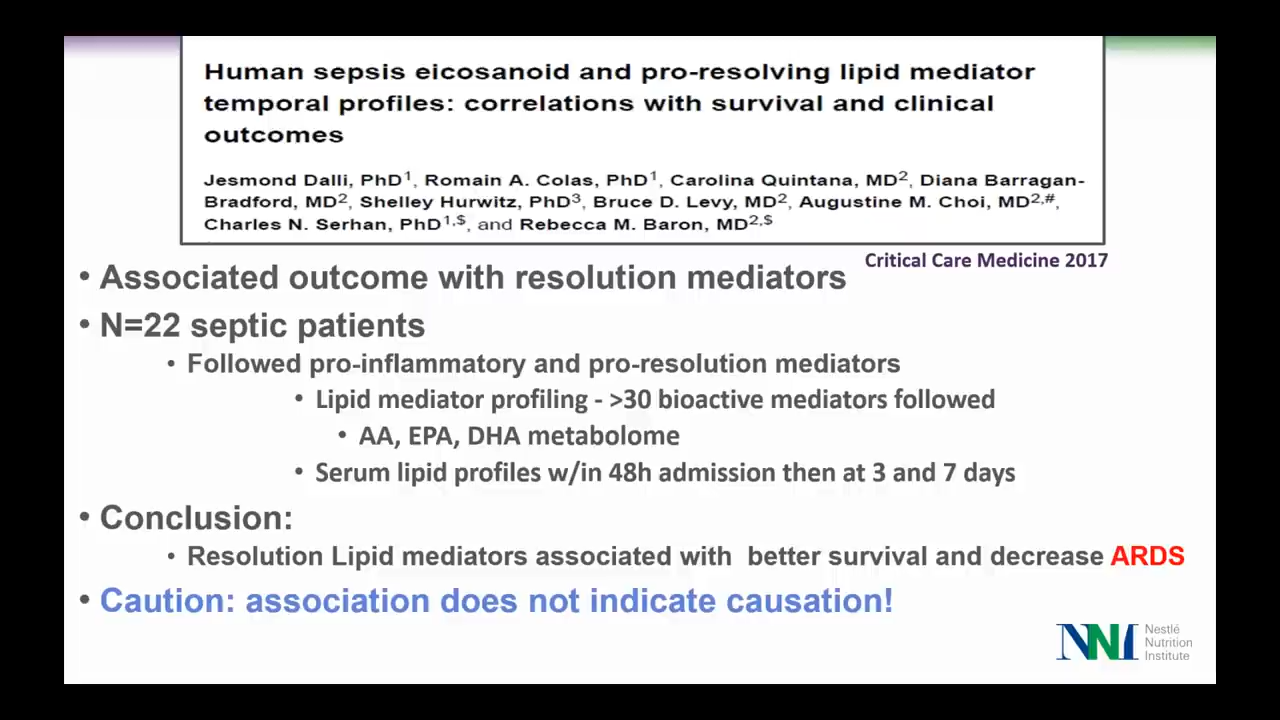 Human sepsis eicosanoid and pro-resolving lipid mediator
temporal profiles: correlations with survival and clinical
outcomes
Jesmond Dalli, PhD1, Romain A. Colas, PhD1, Carolina Quintana, MD2, Diana Barragan-
Bradford, MD2, Shelley Hurwitz, PhD3, Bruce D. Levy, MD2, Augustine M. Choi, MD2,#,
Charles N. Serhan, PhD1,$, and Rebecca M. Baron, MD2,$
Critical Care Medicine 2017
• Associated outcome with resolution mediators
• N=22 septic patients
• Followed pro-inflammatory and pro-resolution mediators
• Lipid mediator profiling - >30 bioactive mediators followed
• AA, EPA, DHA metabolome
• Serum lipid profiles w/in 48h admission then at 3 and 7 days
• Conclusion:
• Resolution Lipid mediators associated with better survival and decrease ARDS
• Caution: association does not indicate causation!
NNI
Nestlé
Nutrition
Institute